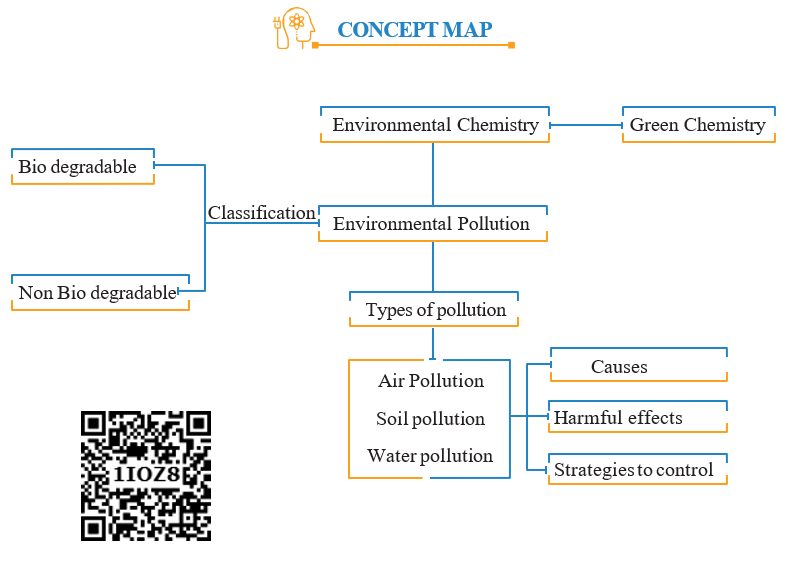 CONCEPT MAP
Environmental Chemistry
Green Chemistry
Bio degradable
Classification
Environmental Pollution
Non Bio degradable
Types of pollution
Air Pollution
Soil pollution
Water pollution
Causes
Harmful effects
Strategies to control
1IOZ8